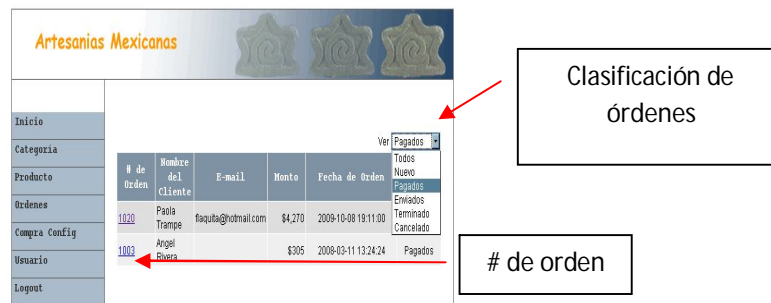 Artesanias Mexicanas
Clasificación de
órdenes
Inicio
Categoria
Producto
Ordenes
Compra Config
Usuario
Logout
Ver Pagados
Todos
Nuevo
Pagados
Enviados
Terminado
Cancelado
# de Orden
Nombre del Cliente
E-mail
Monto
Fecha de Orden
1020 Paola Trampe flaquita@hotmail.com $4,270 2009-10-08 19:11:00
1003 Angel Rivera $305 2008-03-11 13:24:24 Pagados
# de orden